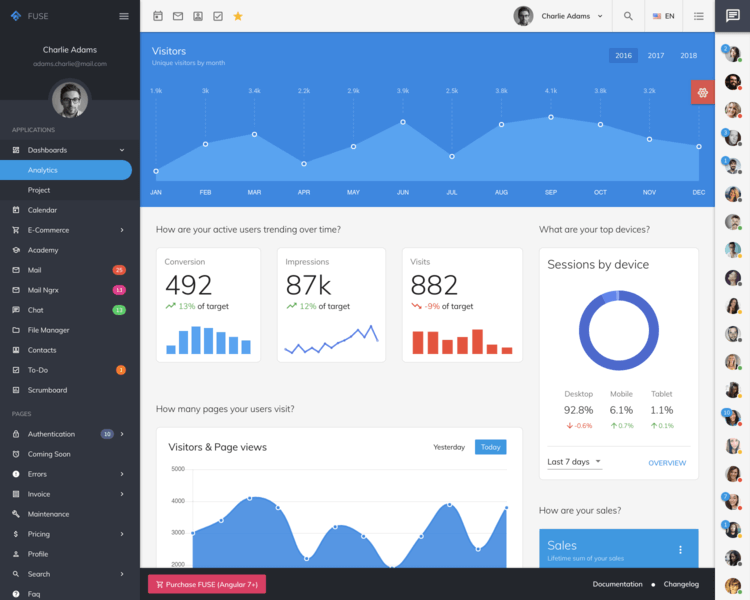 FUSE
Charlie Adams
adams.charlie@mail.com
APPLICATIONS
Dashboards
Analytics
Project
Calendar
E-Commerce
Academy
Mail 25
Mail Ngrx 13
Chat 13
File Manager
Contacts
To-Do 3
Scrumboard
PAGES
Authentication 10
Coming Soon
Errors
Invoice
Maintenance
Pricing
Profile
Search
Faq
Charlie Adams
EN
Visitors
Unique visitors by month
2016 2017 2018
1.9k 3k 3.4k 2.2k 2.9k 3.9k 2.5k 3.8k 4.1k 3.8k 3.2k
JAN FEB MAR APR MAY JUN JUL AUG SEP OCT NOV DEC
How are your active users trending over time?
Conversion
492
13% of target
Impressions
87k
12% of target
Visits
882
-9% of target
How many pages your users visit?
Visitors & Page views
Yesterday Today
5000
4000
3000
2000
What are your top devices?
Sessions by device
Desktop Mobile Tablet
92.8% 6.1% 1.1%
-0.6% 0.7% 0.1%
Last 7 days OVERVIEW
How are your sales?
Sales
Lifetime sum of your sales
Purchase FUSE (Angular 7+)
Documentation • Changelog